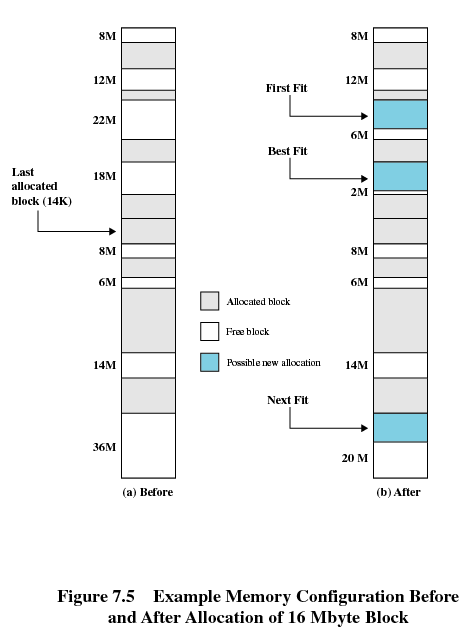 8M
12M
22M
18M
Last
allocated
block (14K)
8M
6M
14M
36M
(a) Before
8M
12M
First Fit
6M
Best Fit
2M
8M
6M
Allocated block
Free block
Possible new allocation
14M
Next Fit
20 M
(b) After
Figure 7.5 Example Memory Configuration Before
and After Allocation of 16 Mbyte Block